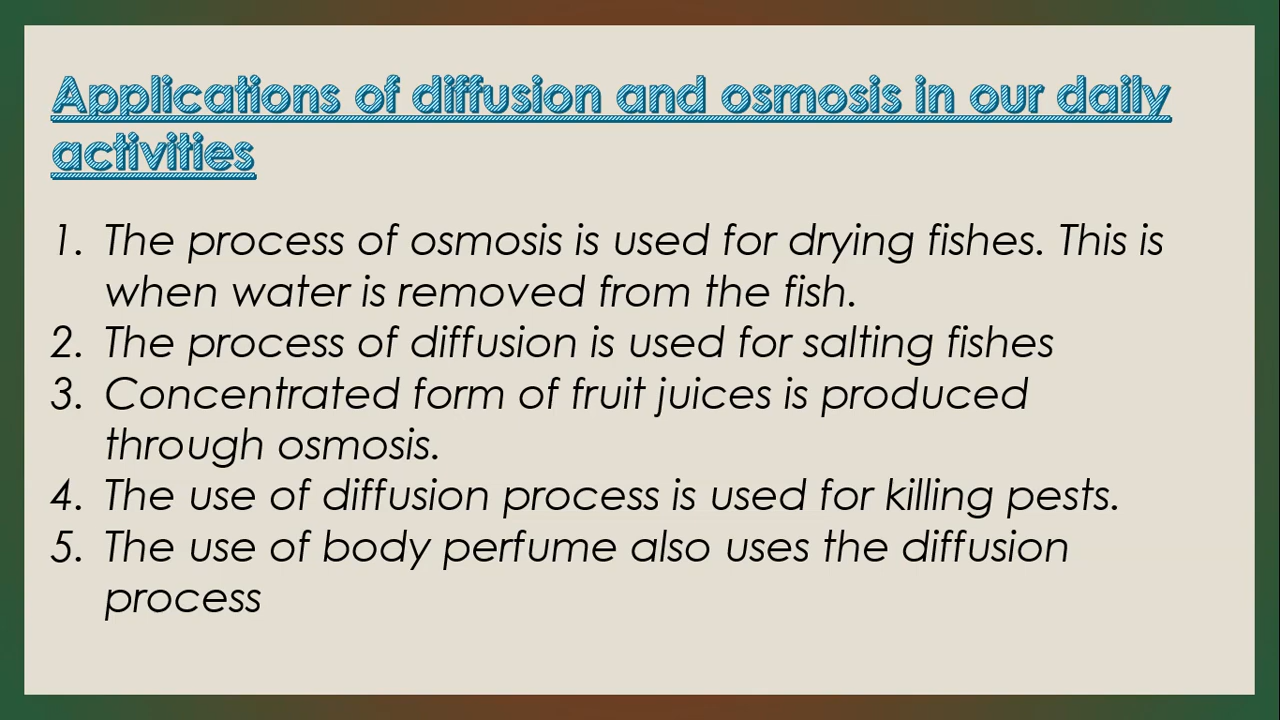 Applications of diffusion and osmosis in our daily
activities
1. The process of osmosis is used for drying fishes. This is
when water is removed from the fish.
2. The process of diffusion is used for salting fishes
3. Concentrated form of fruit juices is produced
through osmosis.
4. The use of diffusion process is used for killing pests.
5. The use of body perfume also uses the diffusion
process